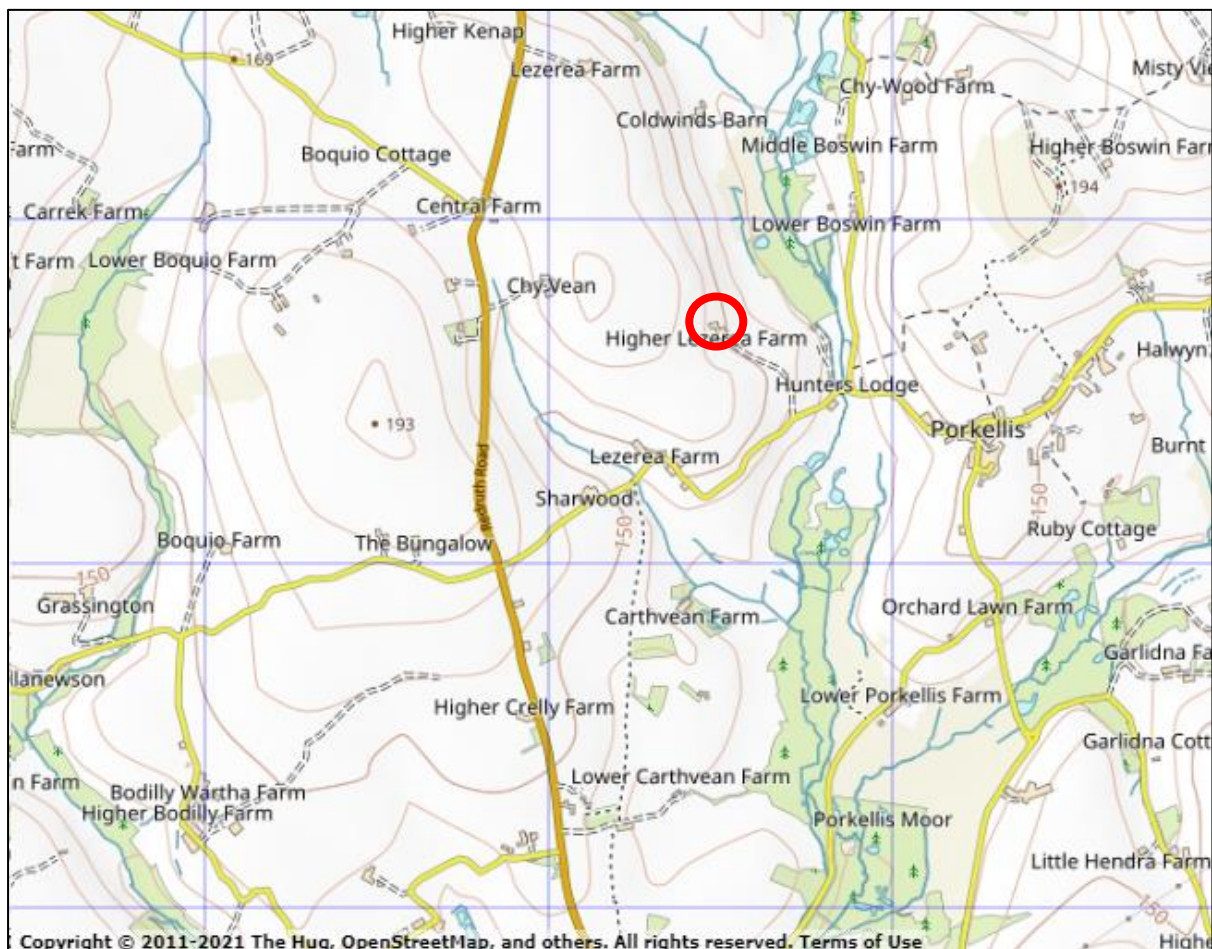 Higher Kenap
169
Lezerea Farm
Misty Vie
Chy-Wood Farm
Coldwinds Barn
Farm
Boquio Cottage
Middle Boswin Farm
Higher Boswin Farr
194
Carrek Farm
Central Farm
Lower Boswin Farm
t Farm
Lower Boquio Farm
Chy-Vean
Higher Lezerea Farm
Halwyn
Hunters Lodge
193
Porkellis
Burnt
Lezerea Farm
Redruth Road
Sharwood
150
150
Ruby Cottage
Boquio Farm
The Bungalow
150
Grassington
Carthvean Farm
Orchard Lawn Farm
Garlidna Fa
llanewson
Lower Porkellis Farm
Higher Crelly Farm
Garlidna Cott
n Farm
Lower Carthvean Farm
Bodilly Wartha Farm
Higher Bodilly Farm
Porkellis Moor
Little Hendra Farm
150
Highe
Copyright © 2011-2021 The Hug, OpenStreetMap, and others. All rights reserved. Terms of Use